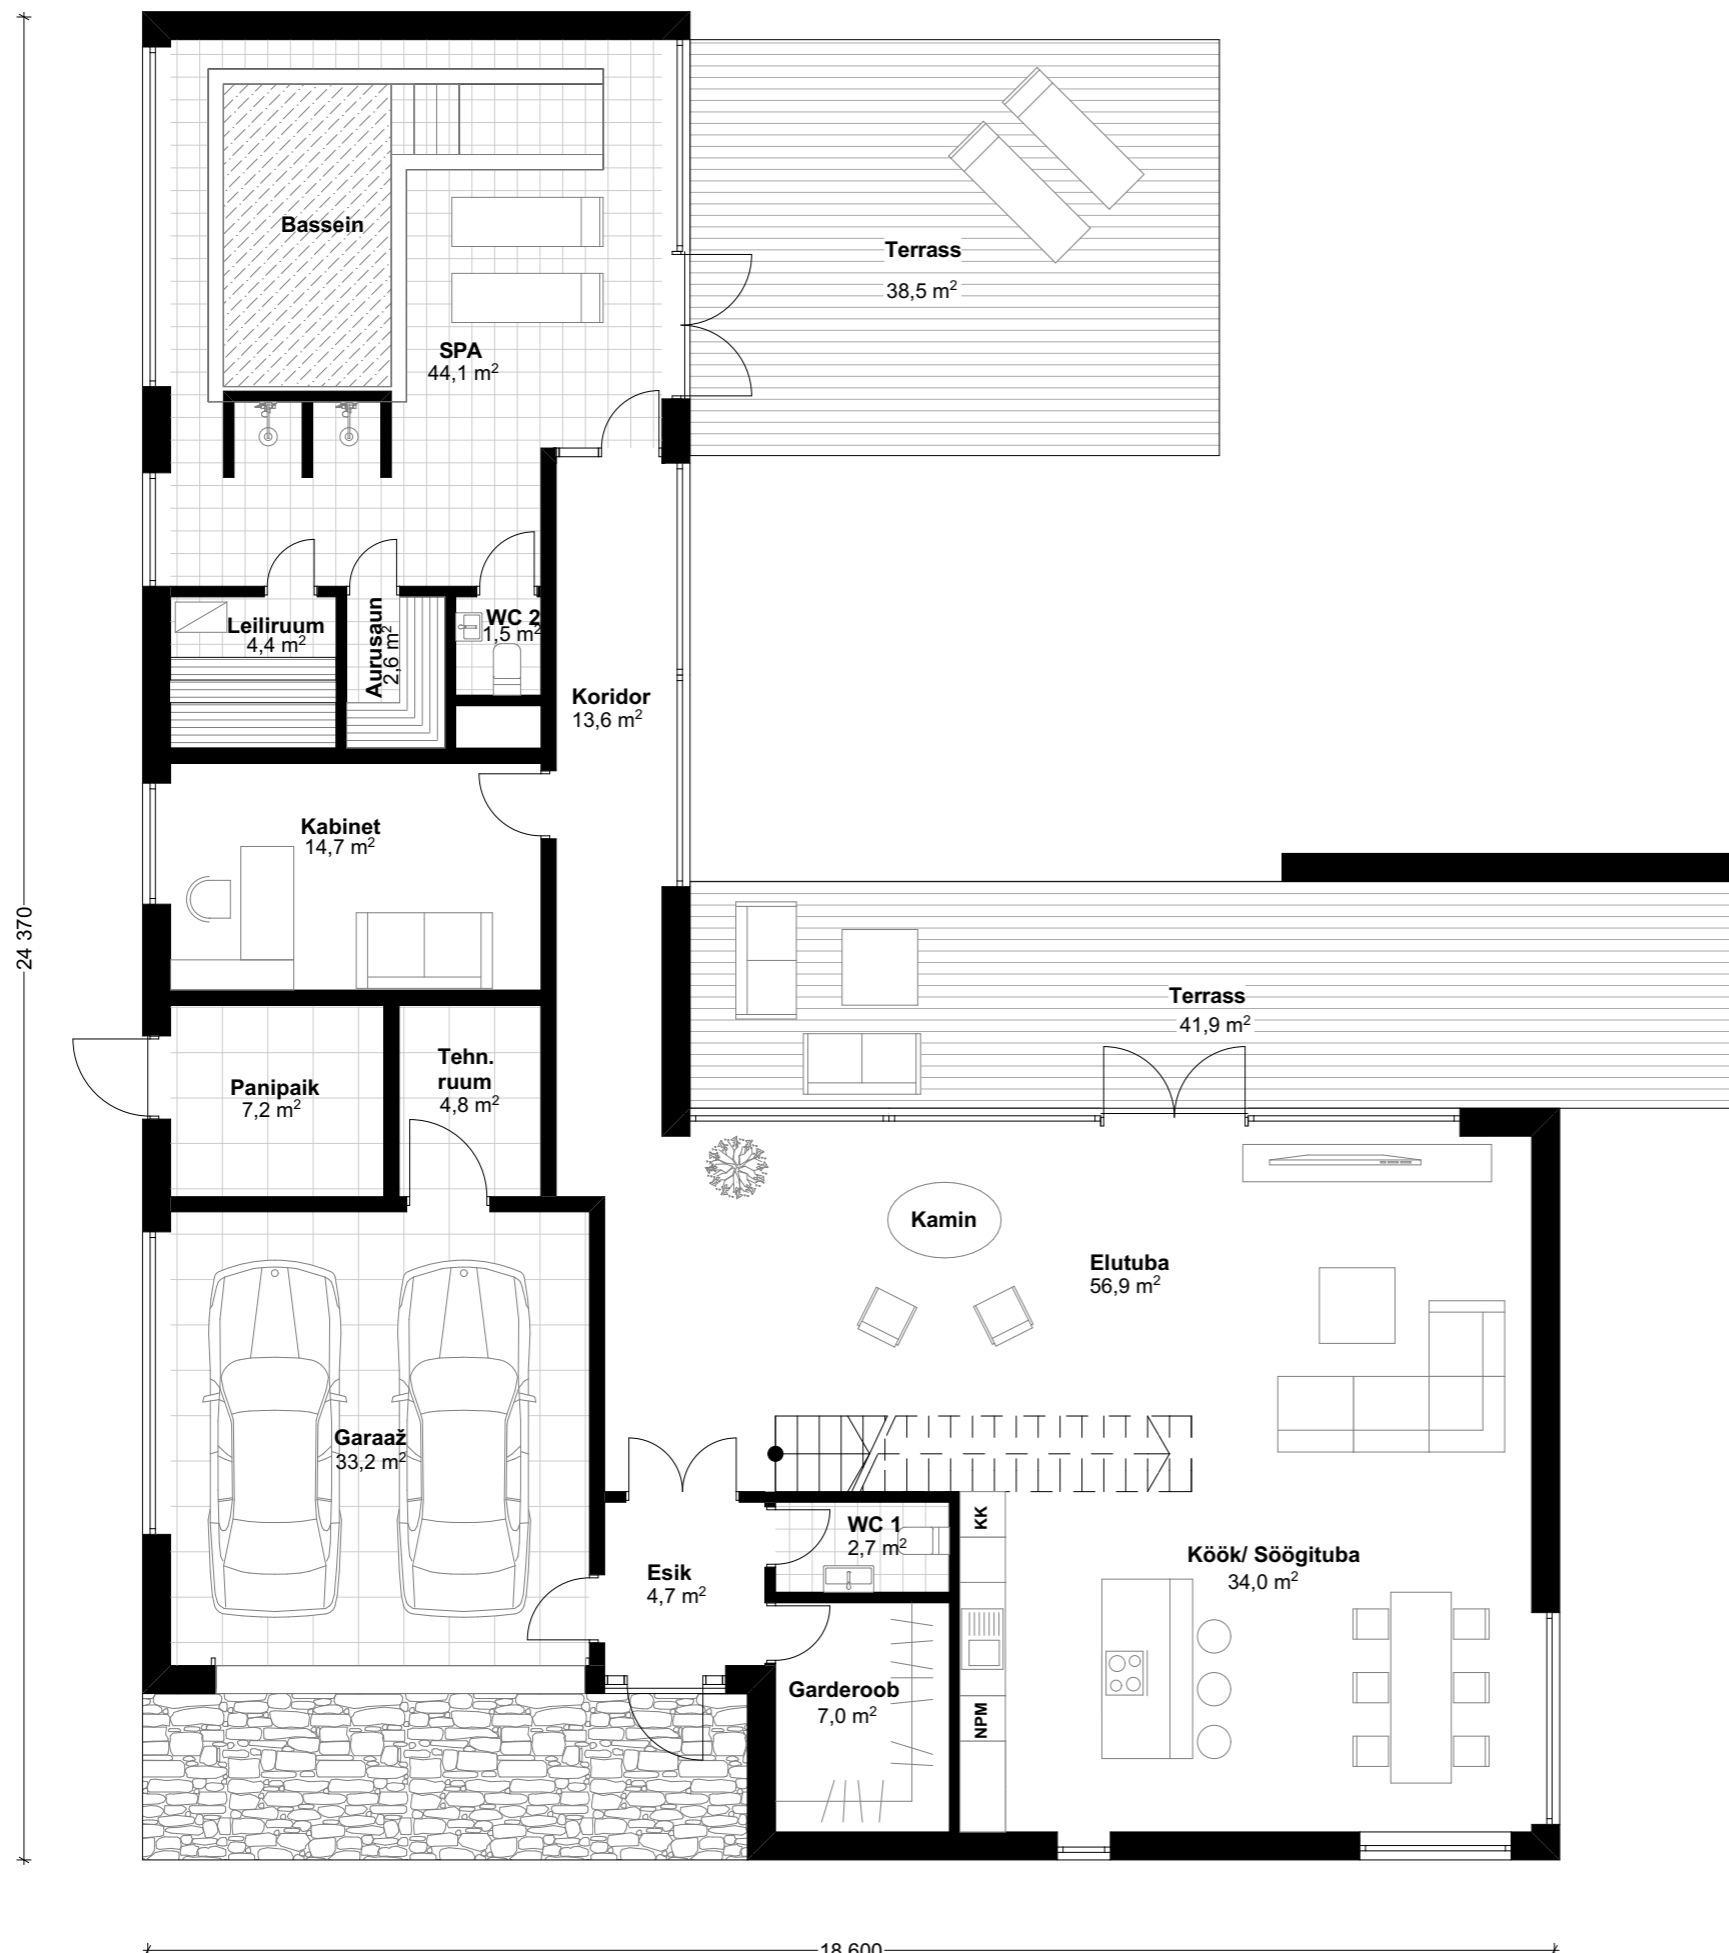 Bassein
Terrass
38,5 m²
SPA
44,1 m²
Leiliruum
4,4 m²
Aurusaun
2,6 m²
WC 2
1,5 m²
Koridor
13,6 m²
Kabinet
14,7 m²
24 370
Terrass
41,9 m²
Panipaik
7,2 m²
Tehn.
ruum
4,8 m²
Kamin
Elutuba
56,9 m²
Garaaž
33,2 m²
KK
WC 1
2,7 m²
Esik
4,7 m²
Köök/ Söögituba
34,0 m²
Garderoob
7,0 m²
NPM
18 600